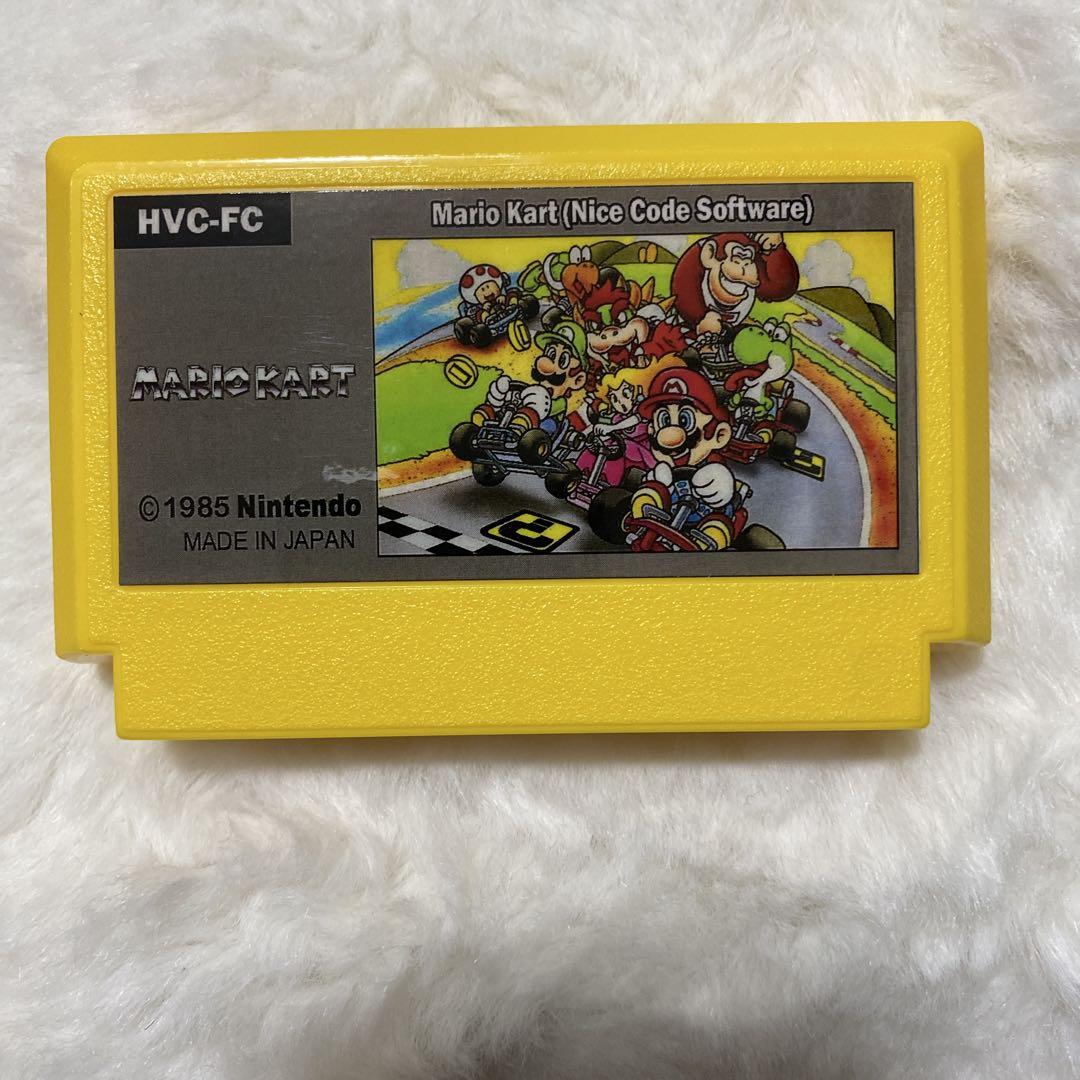 HVC-FC
Mario Kart (Nice Code Software)
MARIO KART
©1985 Nintendo
MADE IN JAPAN